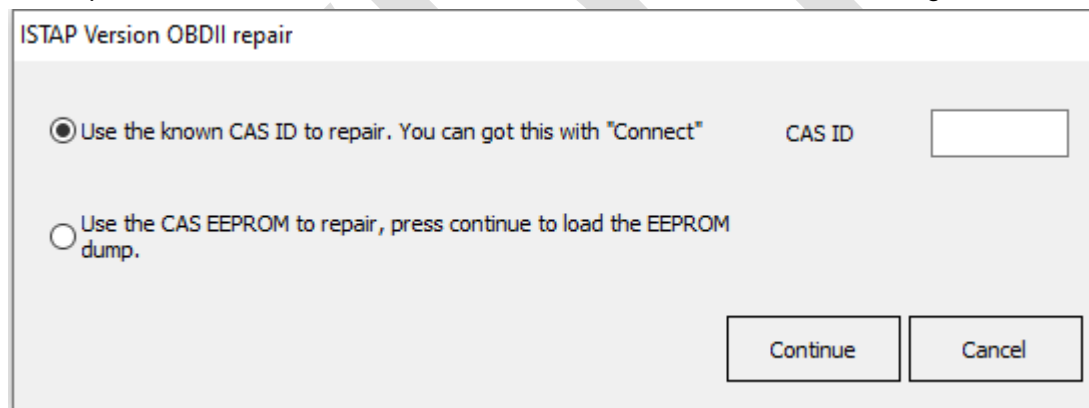 ISTAP Version OBDII repair
Use the known CAS ID to repair. You can got this with "Connect"    CAS ID
Use the CAS EEPROM to repair, press continue to load the EEPROM
dump.
Continue    Cancel